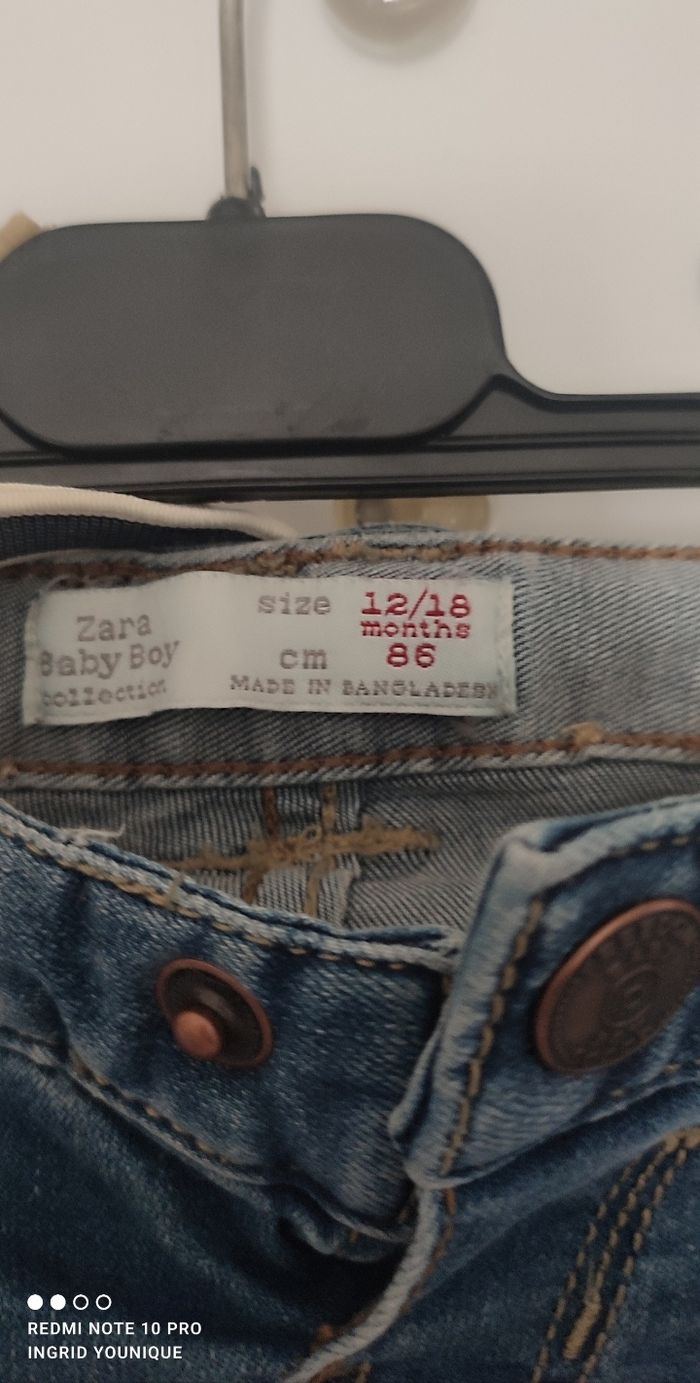 Zara
Baby Boy
collection
size 12/18
months
cm 86
MADE IN BANGLADESH
REDMI NOTE 10 PRO
INGRID YOUNIQUE